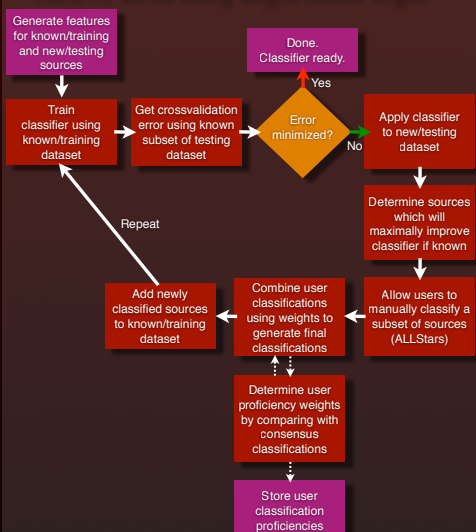 Generate features
for known/training
and new/testing
sources
Done.
Classifier ready.
Yes
Train
classifier using
known/training
dataset
Get crossvalidation
error using known
subset of testing
dataset
Error
minimized?
No
Apply classifier
to new/testing
dataset
Determine sources
which will
maximally improve
classifier if known
Repeat
Allow users to
manually classify a
subset of sources
(ALLStars)
Combine user
classifications
using weights to
generate final
classifications
Add newly
classified sources
to known/training
dataset
Determine user
proficiency weights
by comparing with
consensus
classifications
Store user
classification
proficiencies